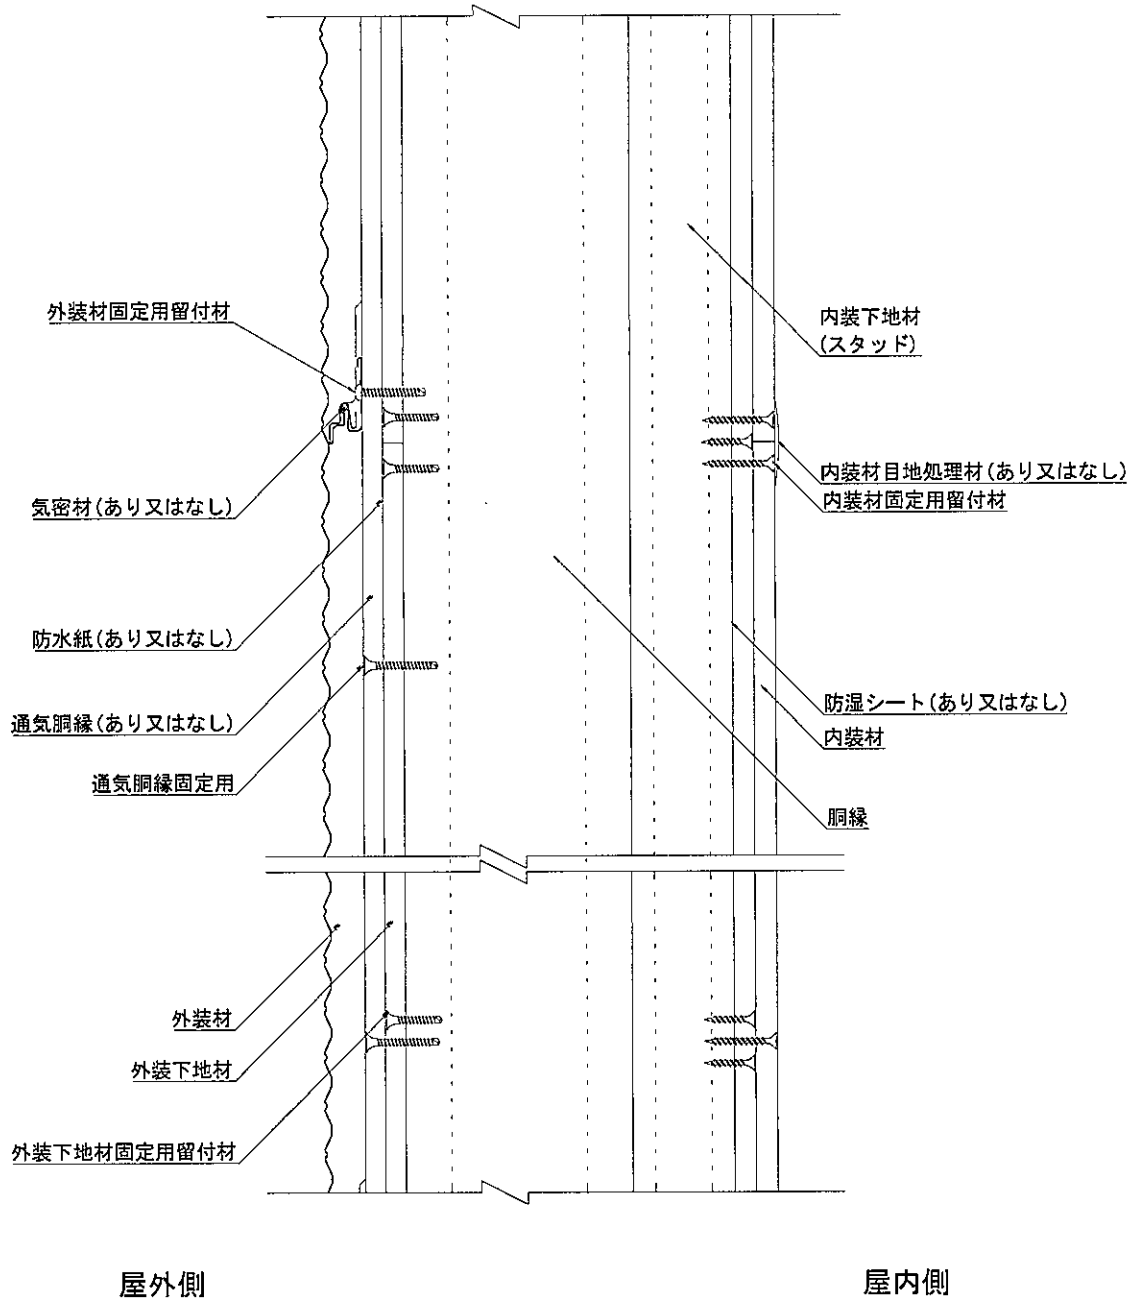 外装材固定用留付材
気密材(あり又はなし)
防水紙(あり又はなし)
通気胴縁(あり又はなし)
通気胴縁固定用
外装材
外装下地材
外装下地材固定用留付材
内装下地材
(スタッド)
内装材目地処理材(あり又はなし)
内装材固定用留付材
防湿シート(あり又はなし)
内装材
胴縁
屋外側
屋内側